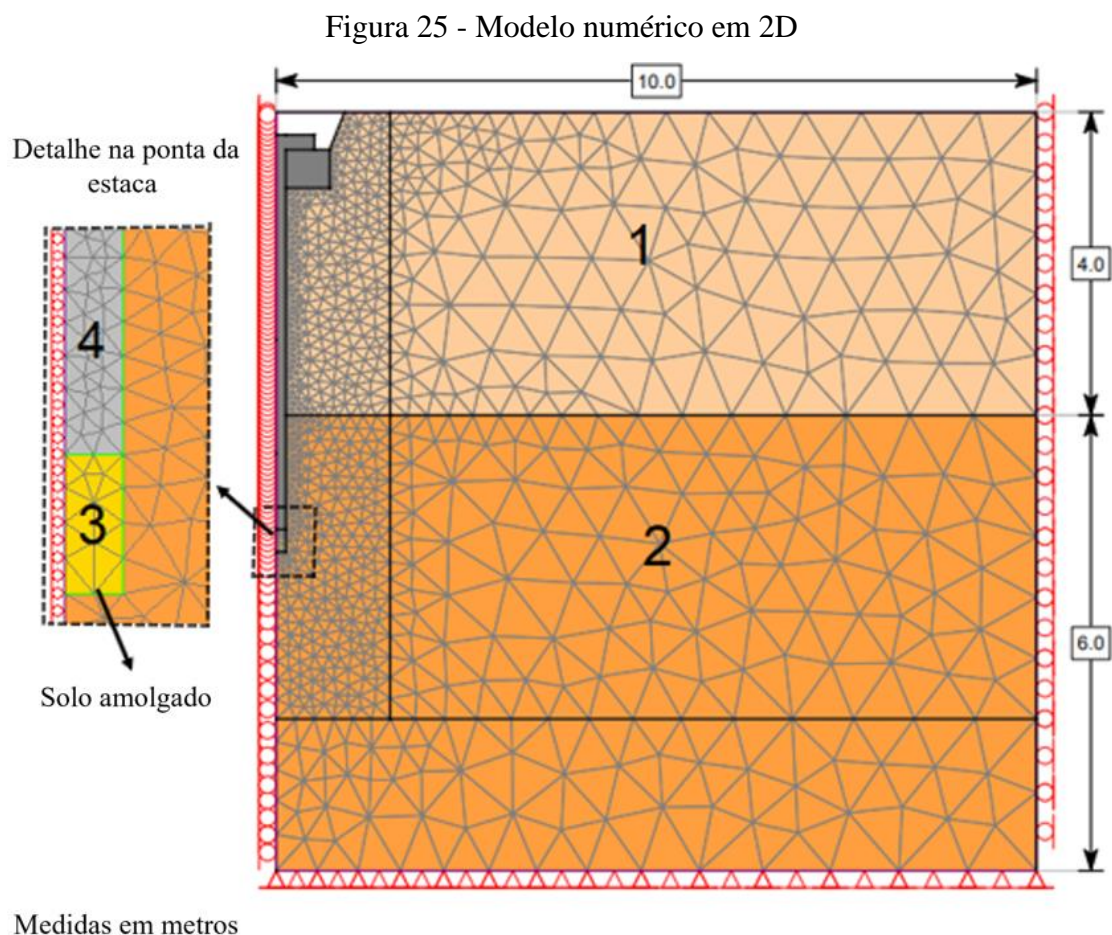 Figura 25 - Modelo numérico em 2D
10.0
Detalhe na ponta da
estaca
1
4.0
4
3
2
6.0
Solo amolgado
Medidas em metros